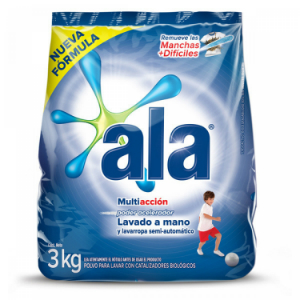 NUEVA
FÓRMULA
Remueve las
Manchas
+Difíciles
ala®
Multiacción
poder acelerador
Lavado a mano
y lavarropa semi-automático
3kg
POLVO PARA LAVAR CON CATALIZADORES BIOLÓGICOS